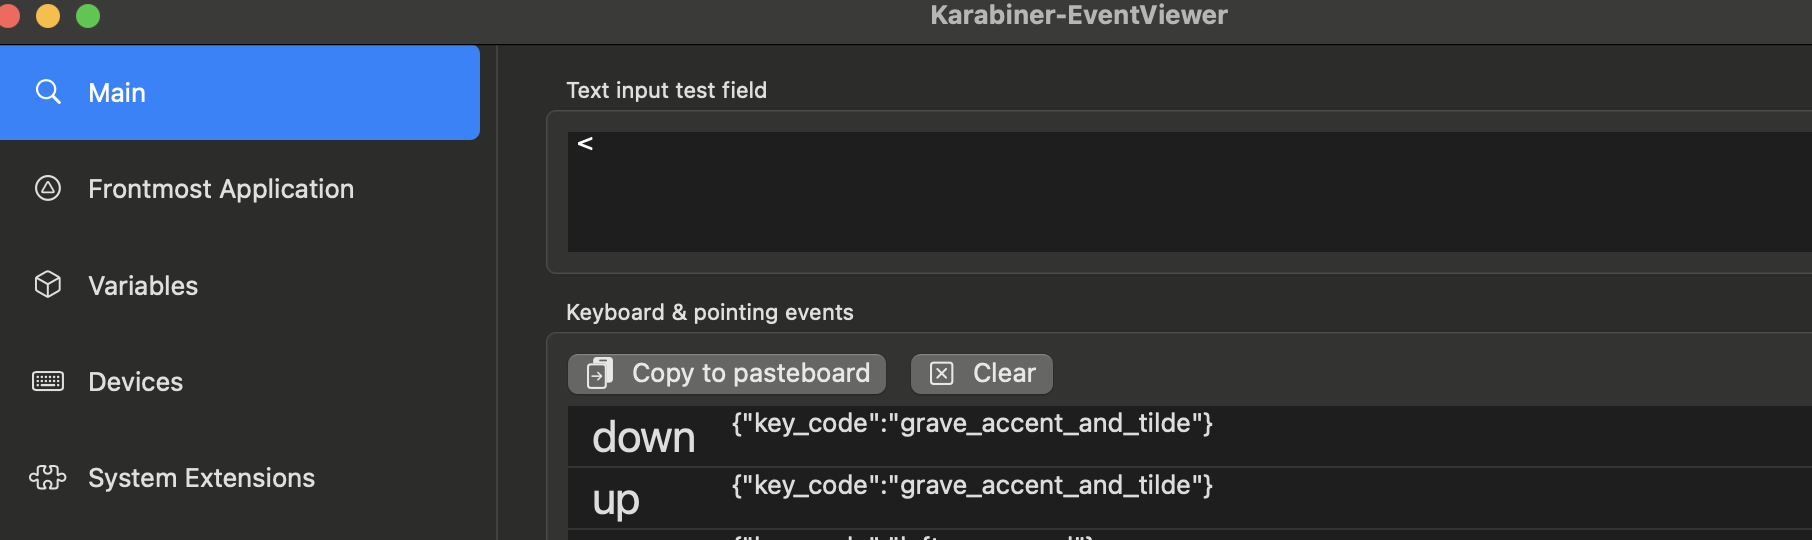 Karabiner-EventViewer
Main
Frontmost Application
Variables
Devices
System Extensions
Text input test field
<
Keyboard & pointing events
Copy to pasteboard
Clear
down {"key_code":"grave_accent_and_tilde"}
up {"key_code":"grave_accent_and_tilde"}